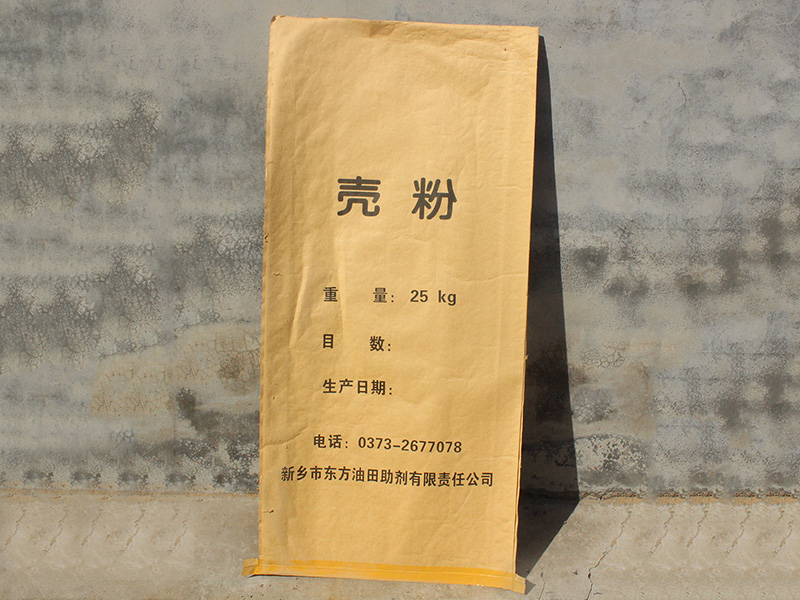 壳 粉
重 量: 25 kg
目 数:
生产日期:
电话: 0373-2677078
新乡市东方油田助剂有限责任公司